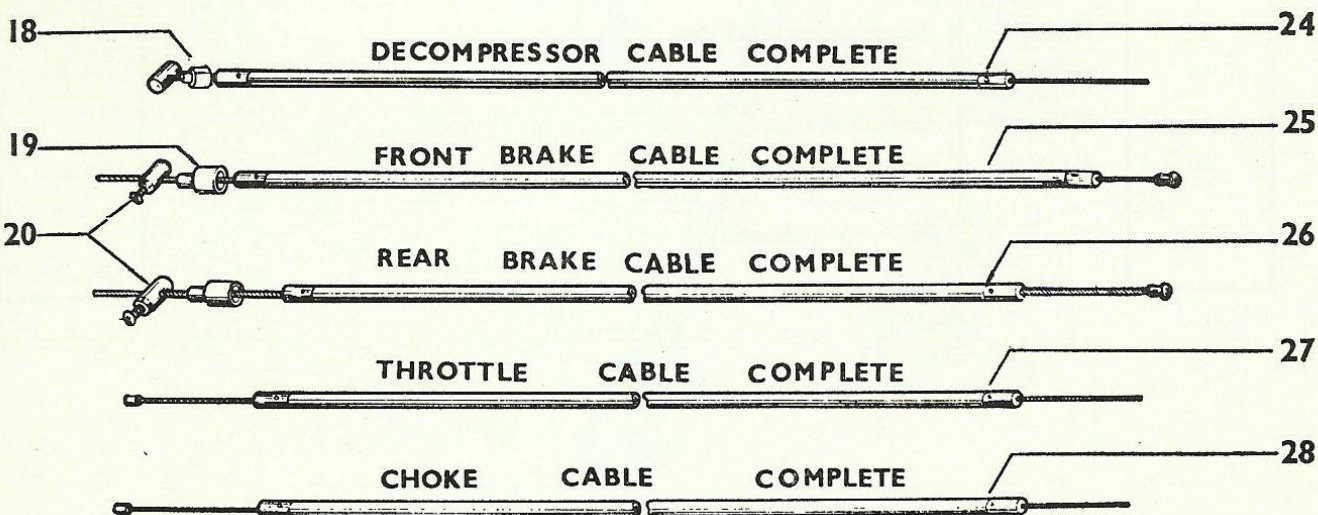 18 DECOMPRESSOR CABLE COMPLETE 24
19 FRONT BRAKE CABLE COMPLETE 25
20 REAR BRAKE CABLE COMPLETE 26
THROTTLE CABLE COMPLETE 27
CHOKE CABLE COMPLETE 28